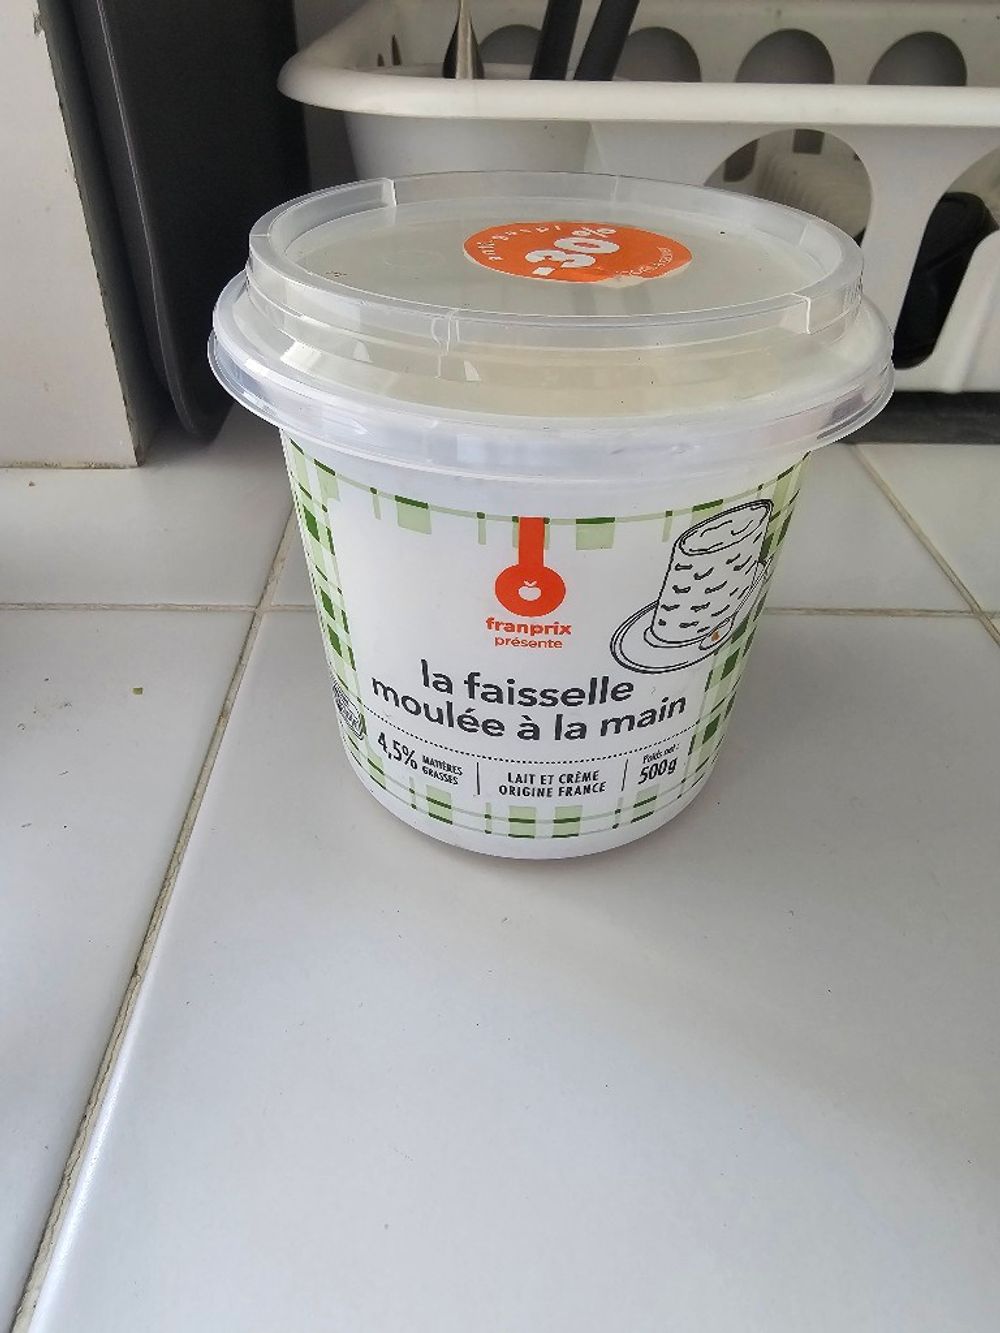 -30%
franprix
présente
la faisselle
moulée à la main
4,5% MATIÈRES
GRASSES
LAIT ET CRÈME
ORIGINE FRANCE
Poids net :
500g